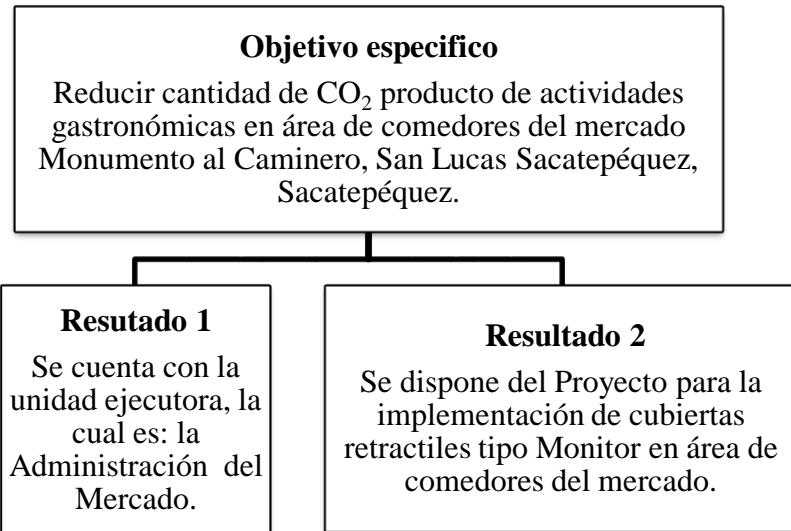 Objetivo especifico
Reducir cantidad de CO₂ producto de actividades
gastronómicas en área de comedores del mercado
Monumento al Caminero, San Lucas Sacatepéquez,
Sacatepéquez.
Resutado 1
Se cuenta con la
unidad ejecutora, la
cual es: la
Administración del
Mercado.
Resultado 2
Se dispone del Proyecto para la
implementación de cubiertas
retractiles tipo Monitor en área de
comedores del mercado.